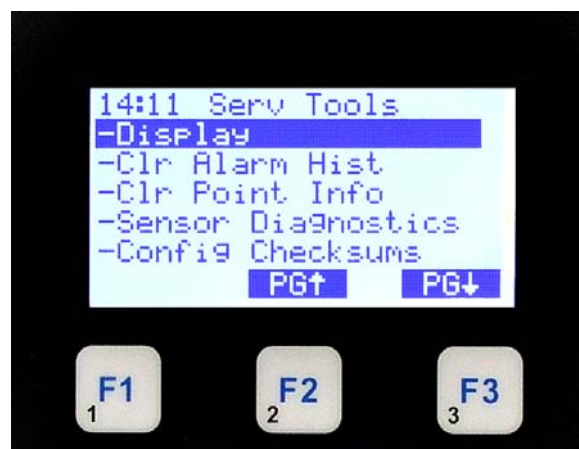 14:11 Serv Tools
-Display
-Clr Alarm Hist
-Clr Point Info
-Sensor Diagnostics
-Config Checksums
PG↑ PG↓
F1 F2 F3
1 2 3